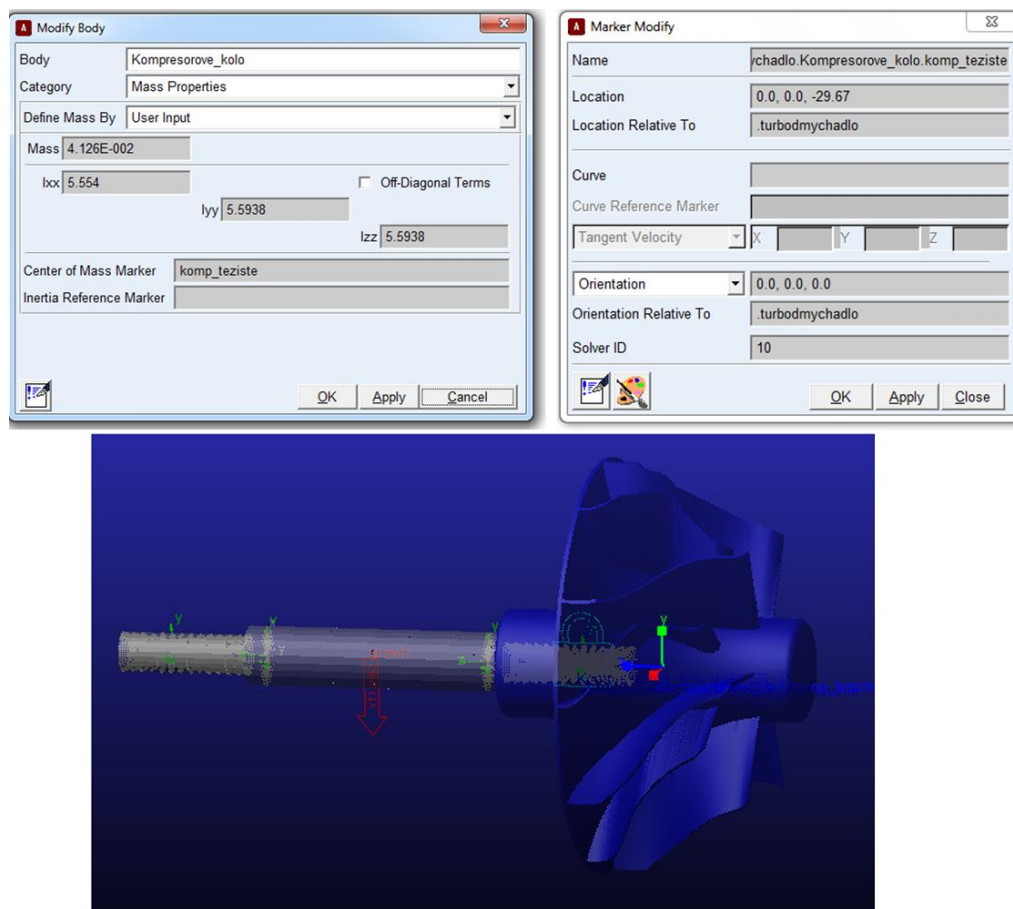 Modify Body
Body Kompresorove_kolo
Category Mass Properties
Define Mass By User Input
Mass 4.126E-002
Ixx 5.554 Off-Diagonal Terms
Iyy 5.5938
Izz 5.5938
Center of Mass Marker komp_teziste
Inertia Reference Marker
OK Apply Cancel
Marker Modify
Name ychadlo.Kompresorove_kolo.komp_teziste
Location 0.0, 0.0, -29.67
Location Relative To .turbodmychadlo
Curve
Curve Reference Marker
Tangent Velocity X Y Z
Orientation 0.0, 0.0, 0.0
Orientation Relative To .turbodmychadlo
Solver ID 10
OK Apply Close
y
y
y
y
y